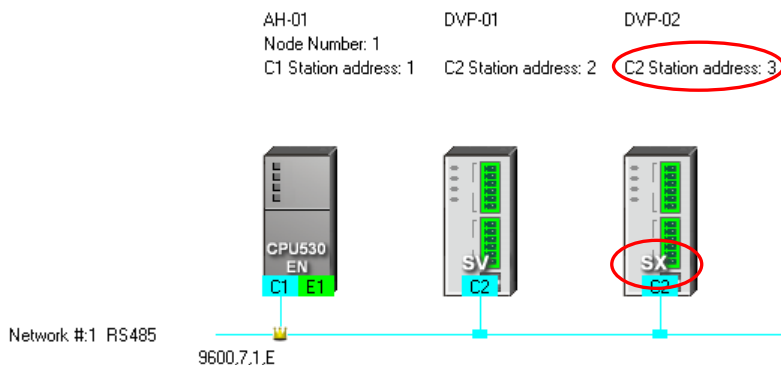 AH-01
DVP-01
DVP-02
Node Number: 1
C1 Station address: 1
C2 Station address: 2
C2 Station address: 3
CPU530
EN
SV
SX
C1
E1
C2
C2
Network #:1 RS485
9600,7,1,E